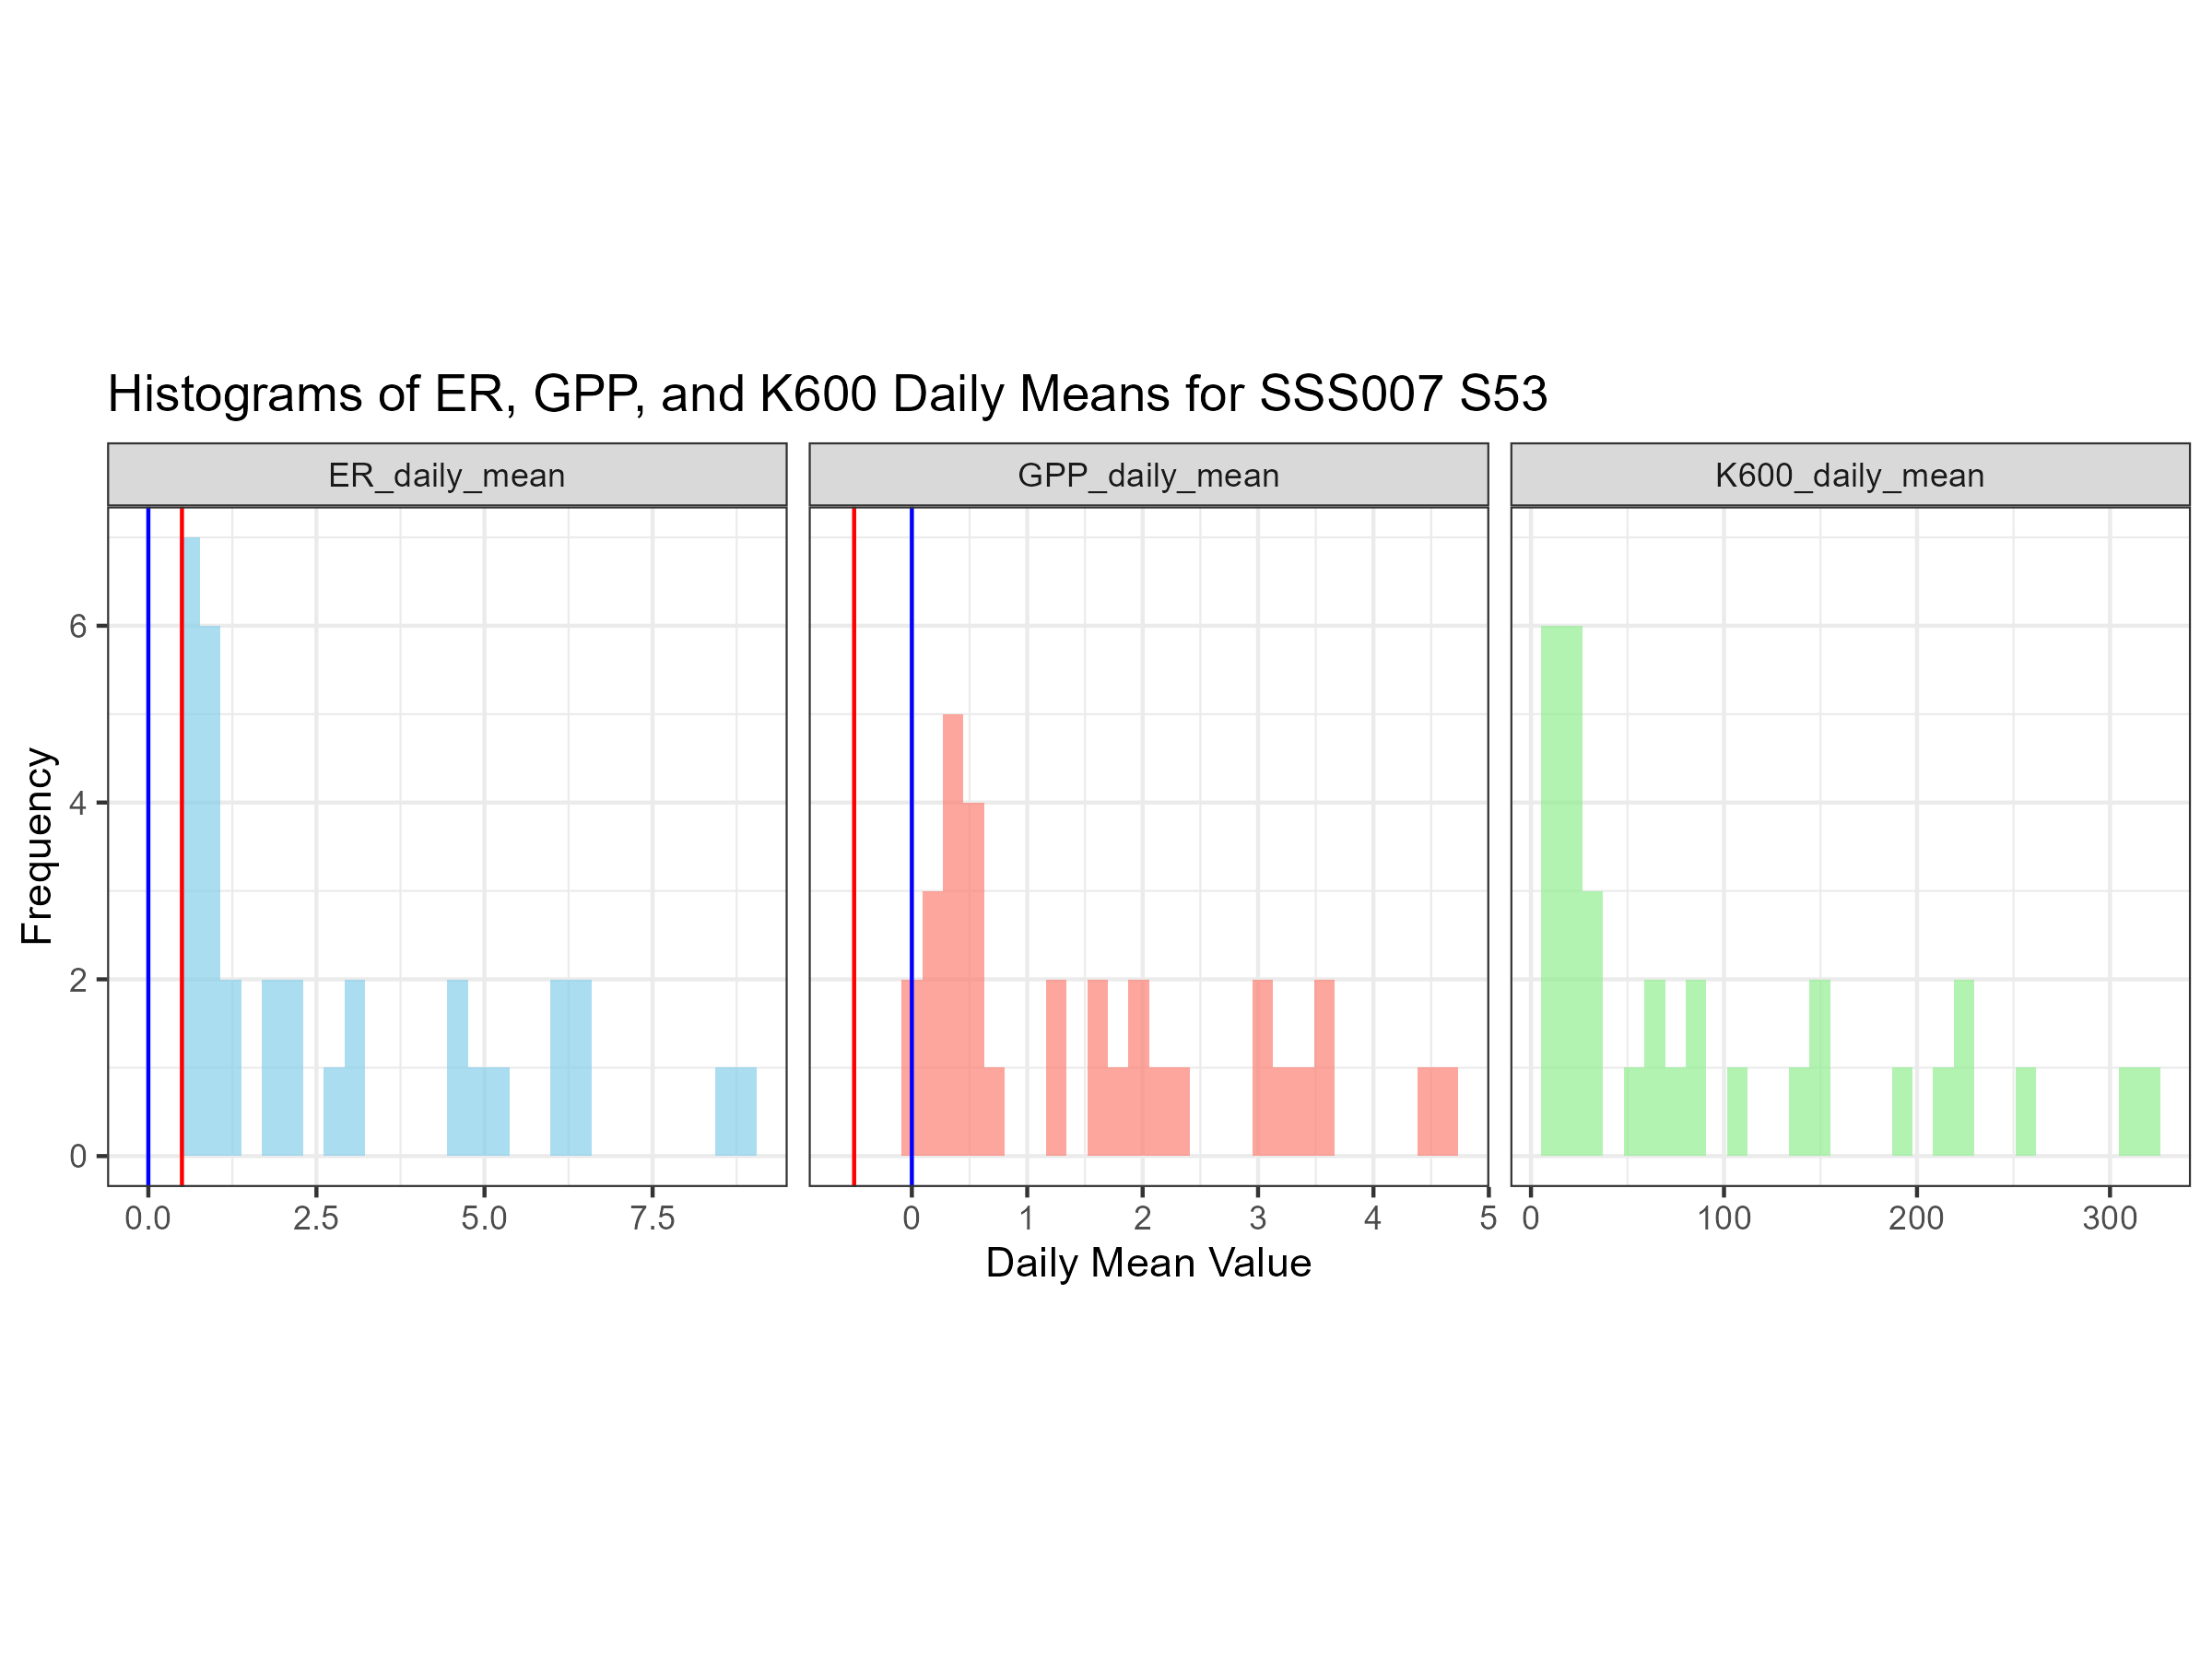 Histograms of ER, GPP, and K600 Daily Means for SSS007 S53
ER_daily_mean
GPP_daily_mean
K600_daily_mean
Frequency
6
4
2
0
0.0 2.5 5.0 7.5
0 1 2 3 4 5
0 100 200 300
Daily Mean Value